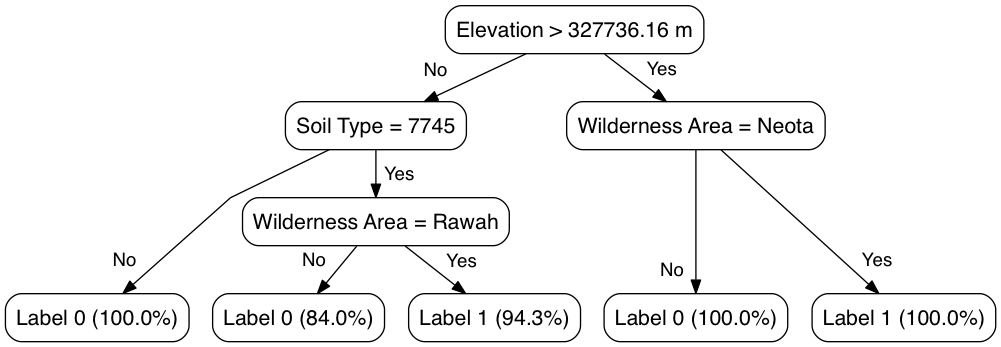 Elevation > 327736.16 m
No
Yes
Soil Type = 7745
Wilderness Area = Neota
Yes
Wilderness Area = Rawah
No
No
Yes
No
Yes
Label 0 (100.0%)
Label 0 (84.0%)
Label 1 (94.3%)
Label 0 (100.0%)
Label 1 (100.0%)